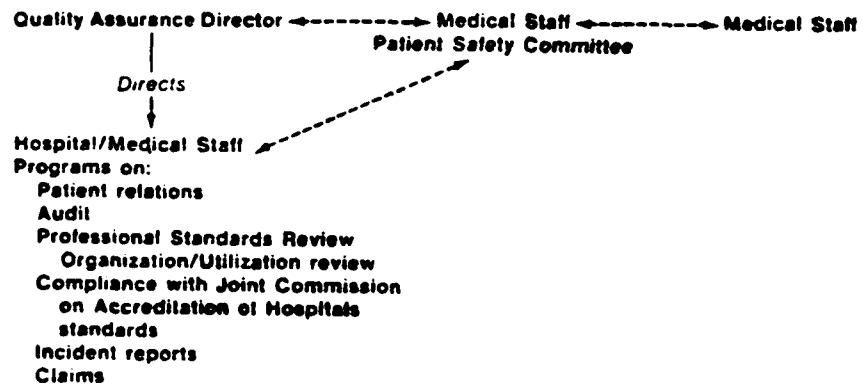 Quality Assurance Director Medical Staff Medical Staff
Patient Safety Committee
Directs
Hospital/Medical Staff
Programs on:
Patient relations
Audit
Professional Standards Review
Organization/Utilization review
Compliance with Joint Commission
on Accreditation of Hospitals
standards
Incident reports
Claims